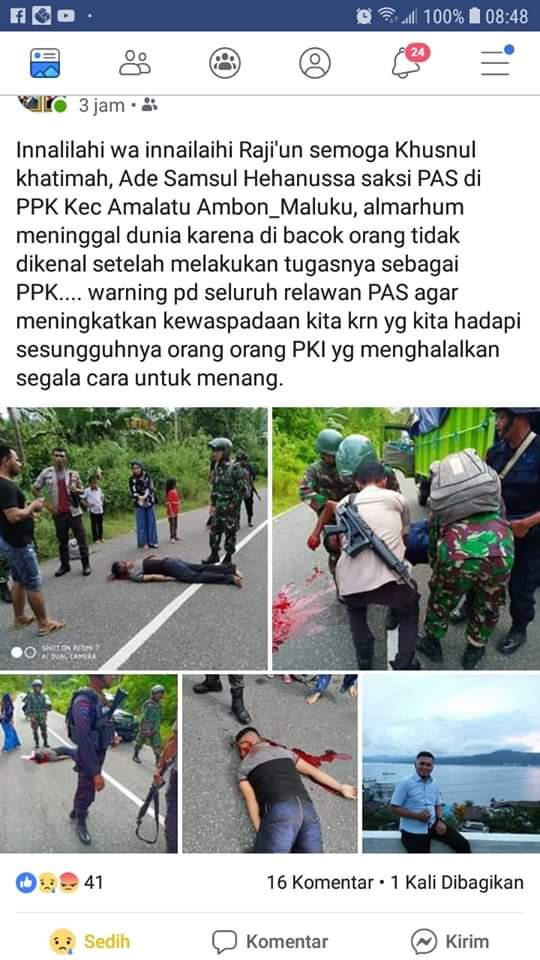 100% 08:48
24
3 jam
Innalilahi wa innailaihi Raji'un semoga Khusnul
khatimah, Ade Samsul Hehanussa saksi PAS di
PPK Kec Amalatu Ambon_Maluku, almarhum
meninggal dunia karena di bacok orang tidak
dikenal setelah melakukan tugasnya sebagai
PPK.... warning pd seluruh relawan PAS agar
meningkatkan kewaspadaan kita krn yg kita hadapi
sesungguhnya orang orang PKI yg menghalalkan
segala cara untuk menang.
SHOT ON REDMI 7
AI DUAL CAMERA
41 16 Komentar • 1 Kali Dibagikan
Sedih Komentar Kirim